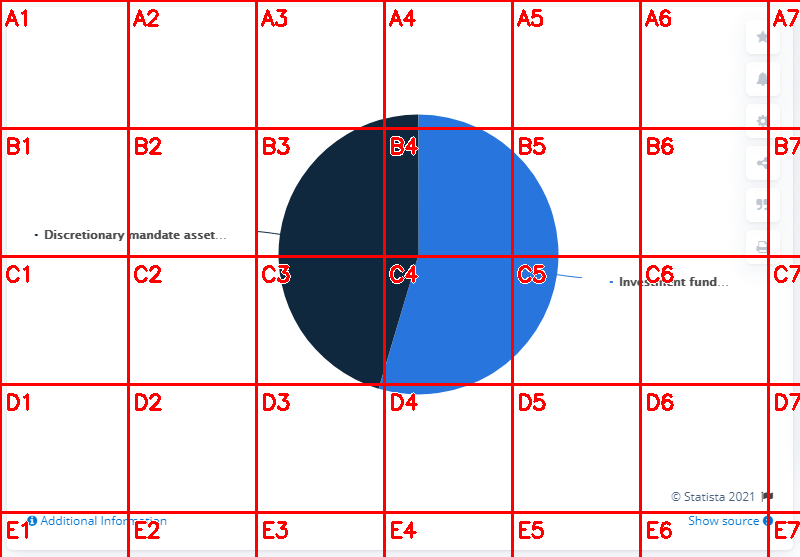 A1 A2 A3 A4 A5 A6 A7
B1 B2 B3 B4 B5 B6 B7
• Discretionary mandate asset...
C1 C2 C3 C4 C5 C6 C7
Investment fund...
D1 D2 D3 D4 D5 D6 D7
© Statista 2021
E1 E2 E3 E4 E5 E6 E7
Additional Information
Show source